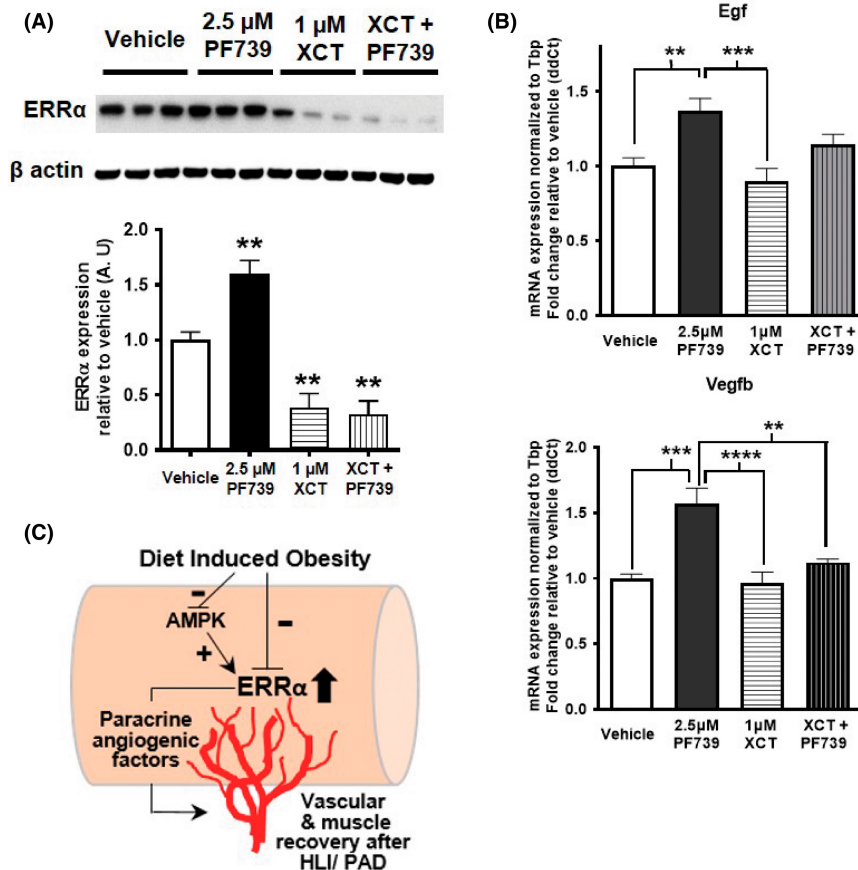 (A)
Vehicle
2.5 µM
PF739
1 µM
XCT
XCT +
PF739
ERRα
β actin
ERRα expression
relative to vehicle (A. U)
2.0
1.5
1.0
0.5
0.0
**
**
**
Vehicle
2.5 µM
PF739
1 µM
XCT
XCT +
PF739
(B)
Egf
mRNA expression normalized to Tbp
Fold change relative to vehicle (ddCt)
1.5
1.0
0.5
0.0
**
***
Vehicle
2.5µM
PF739
1µM
XCT
XCT +
PF739
Vegfb
mRNA expression normalized to Tbp
Fold change relative to vehicle (ddCt)
2.0
1.5
1.0
0.5
0.0
***
****
**
Vehicle
2.5µM
PF739
1µM
XCT
XCT +
PF739
(C)
Diet Induced Obesity
-
AMPK
-
+
ERRα
Paracrine
angiogenic
factors
Vascular
& muscle
recovery after
HLI/ PAD